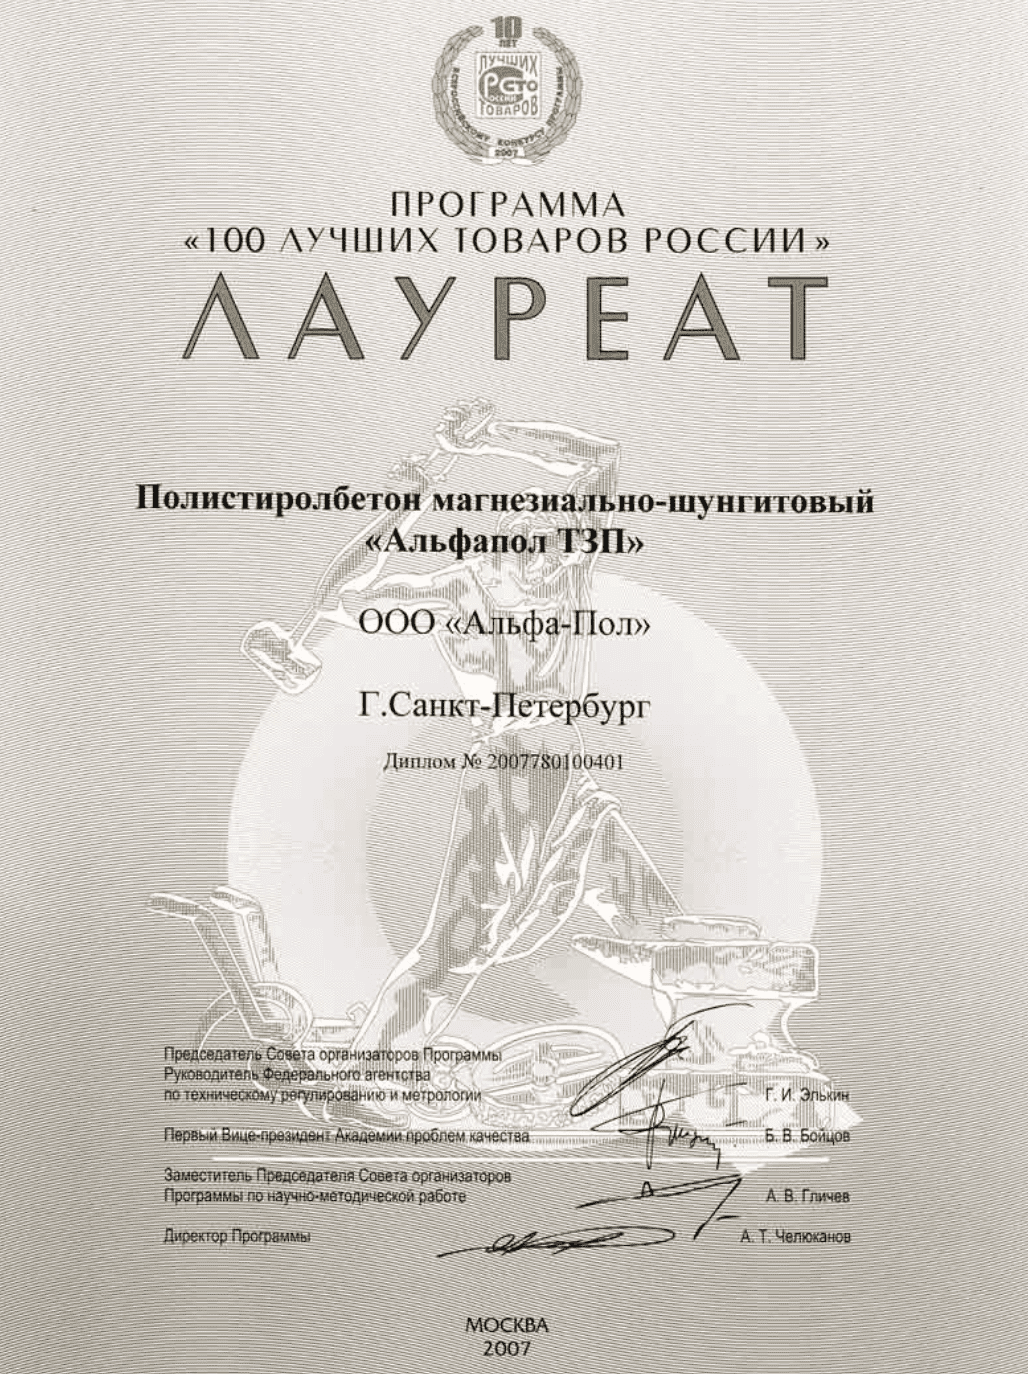 10
ЛЕТ
ЛУЧШИХ
СТО
РОССИИ
ТОВАРОВ
ВСЕРОССИЙСКОМУ КОНКУРСУ ПРОГРАММЫ
2007
ПРОГРАММА
«100 ЛУЧШИХ ТОВАРОВ РОССИИ»
ЛАУРЕАТ
Полистиролбетон магнезиально-шунгитовый
«Альфапол ТЗП»
ООО «Альфа-Пол»
Г.Санкт-Петербург
Диплом № 2007780100401
Председатель Совета организаторов Программы
Руководитель Федерального агентства
по техническому регулированию и метрологии Г. И. Элькин
Первый Вице-президент Академии проблем качества Б. В. Бойцов
Заместитель Председателя Совета организаторов
Программы по научно-методической работе А. В. Гличев
Директор Программы А. Т. Челюканов
МОСКВА
2007